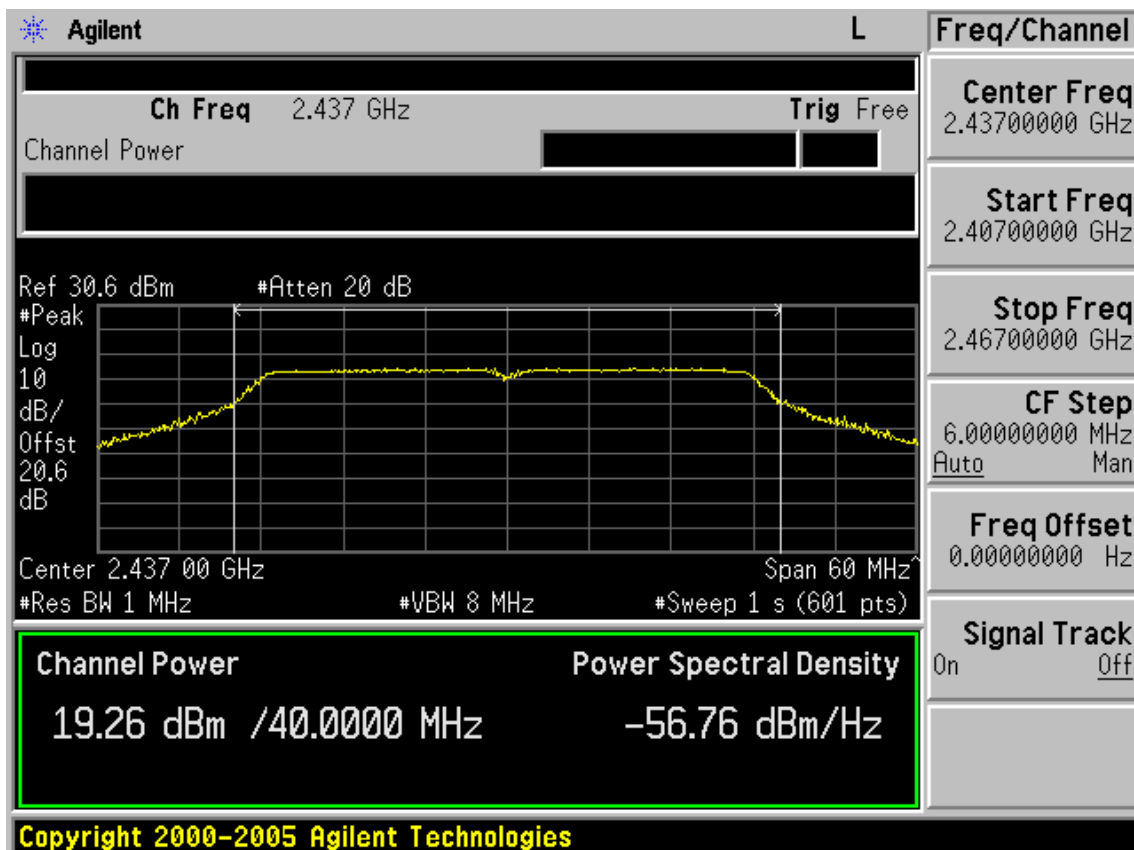 Agilent L
Ch Freq 2.437 GHz Trig Free
Channel Power
Ref 30.6 dBm #Atten 20 dB
#Peak
Log
10
dB/
Offst
20.6
dB
Center 2.437 00 GHz Span 60 MHz^
#Res BW 1 MHz #VBW 8 MHz #Sweep 1 s (601 pts)
Channel Power Power Spectral Density
19.26 dBm /40.0000 MHz -56.76 dBm/Hz
Copyright 2000-2005 Agilent Technologies
Freq/Channel
Center Freq
2.43700000 GHz
Start Freq
2.40700000 GHz
Stop Freq
2.46700000 GHz
CF Step
6.00000000 MHz
Auto Man
Freq Offset
0.00000000 Hz
Signal Track
On Off